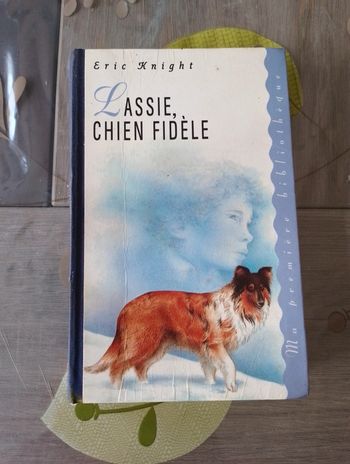 Eric Knight
LASSIE,
CHIEN FIDÈLE
Ma première bibliothèque